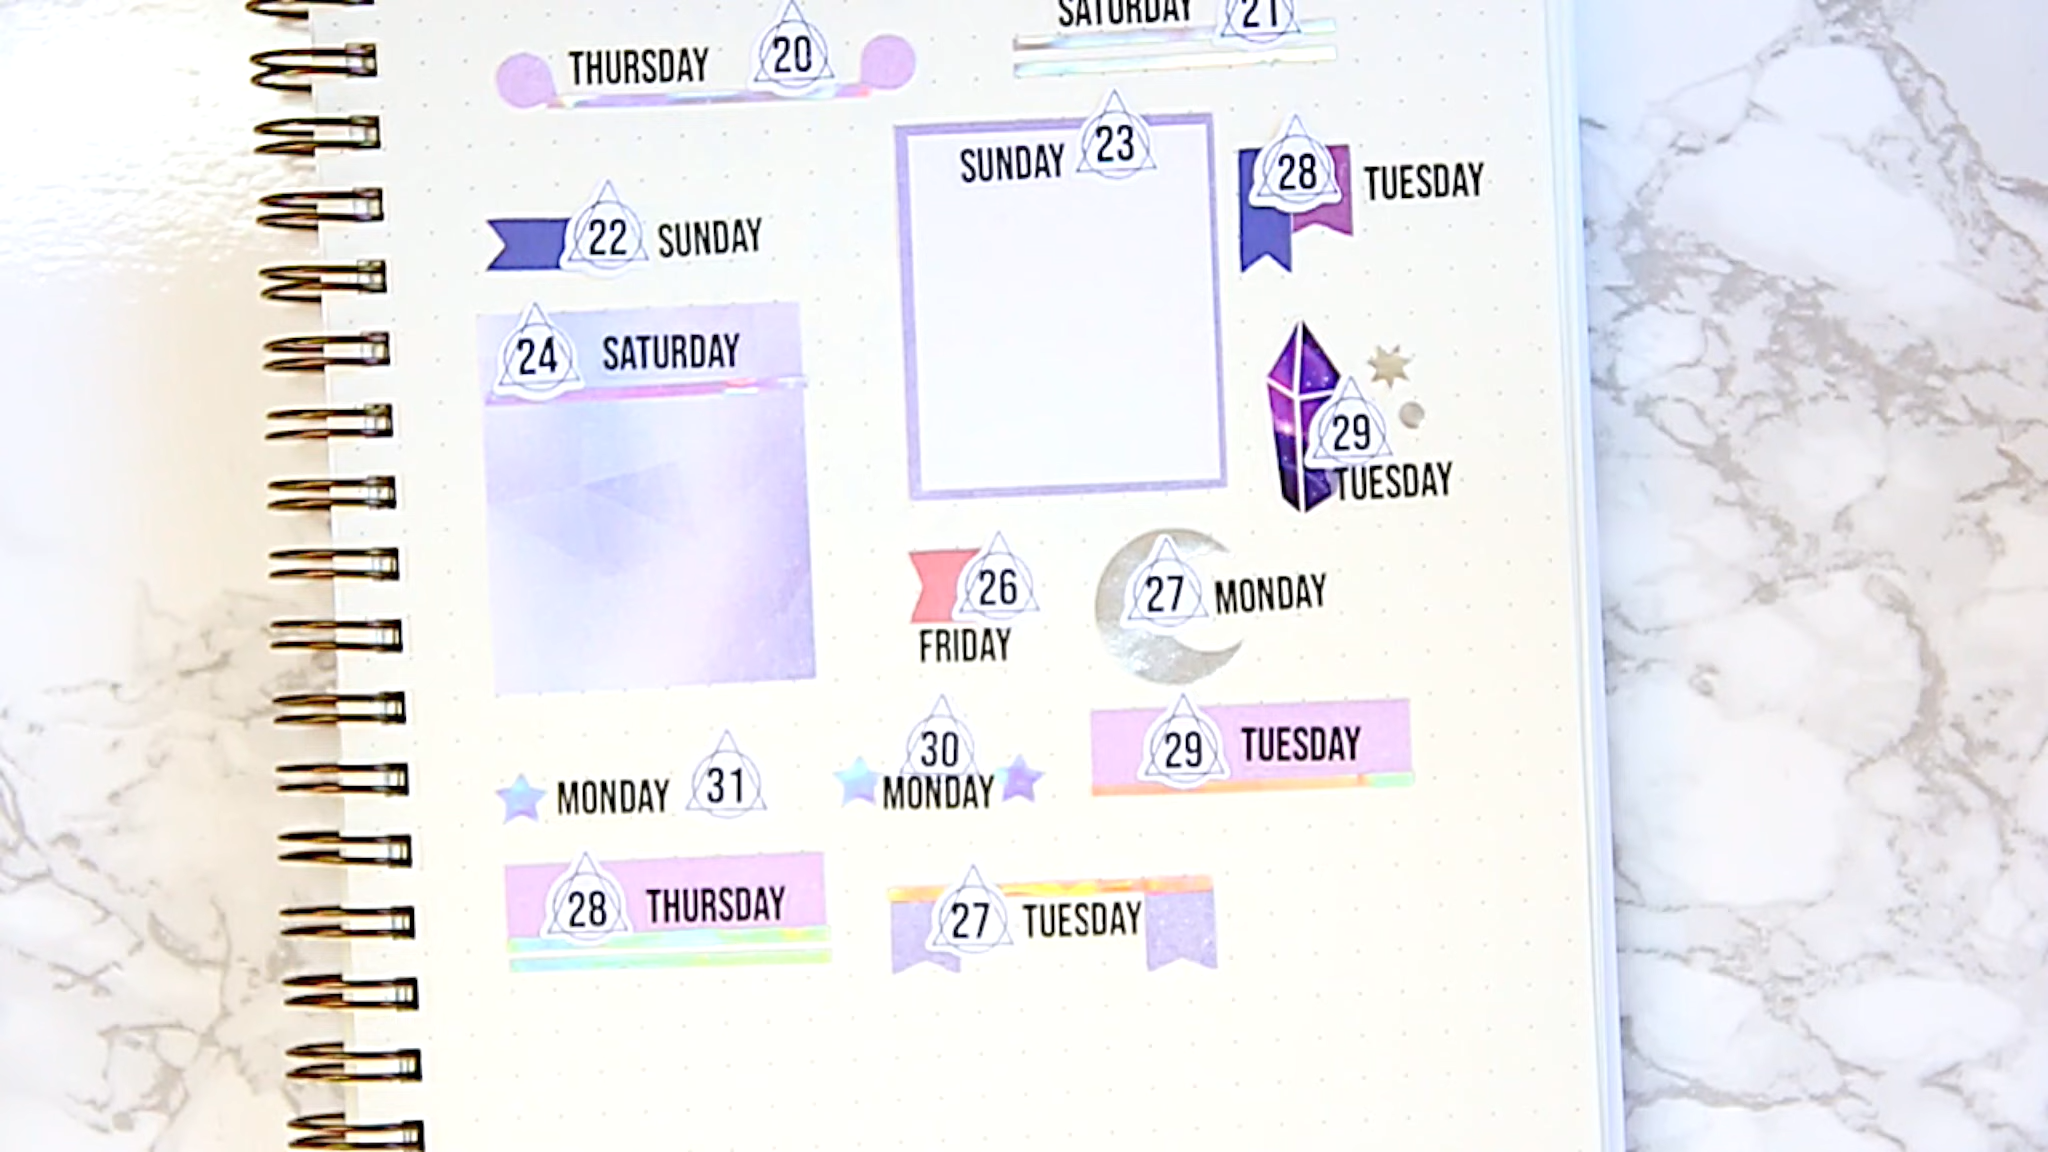 SATURDAY 21
THURSDAY 20
SUNDAY 23
28 TUESDAY
22 SUNDAY
24 SATURDAY
29
TUESDAY
26
FRIDAY
27 MONDAY
MONDAY 31
30
MONDAY
29 TUESDAY
28 THURSDAY
27 TUESDAY